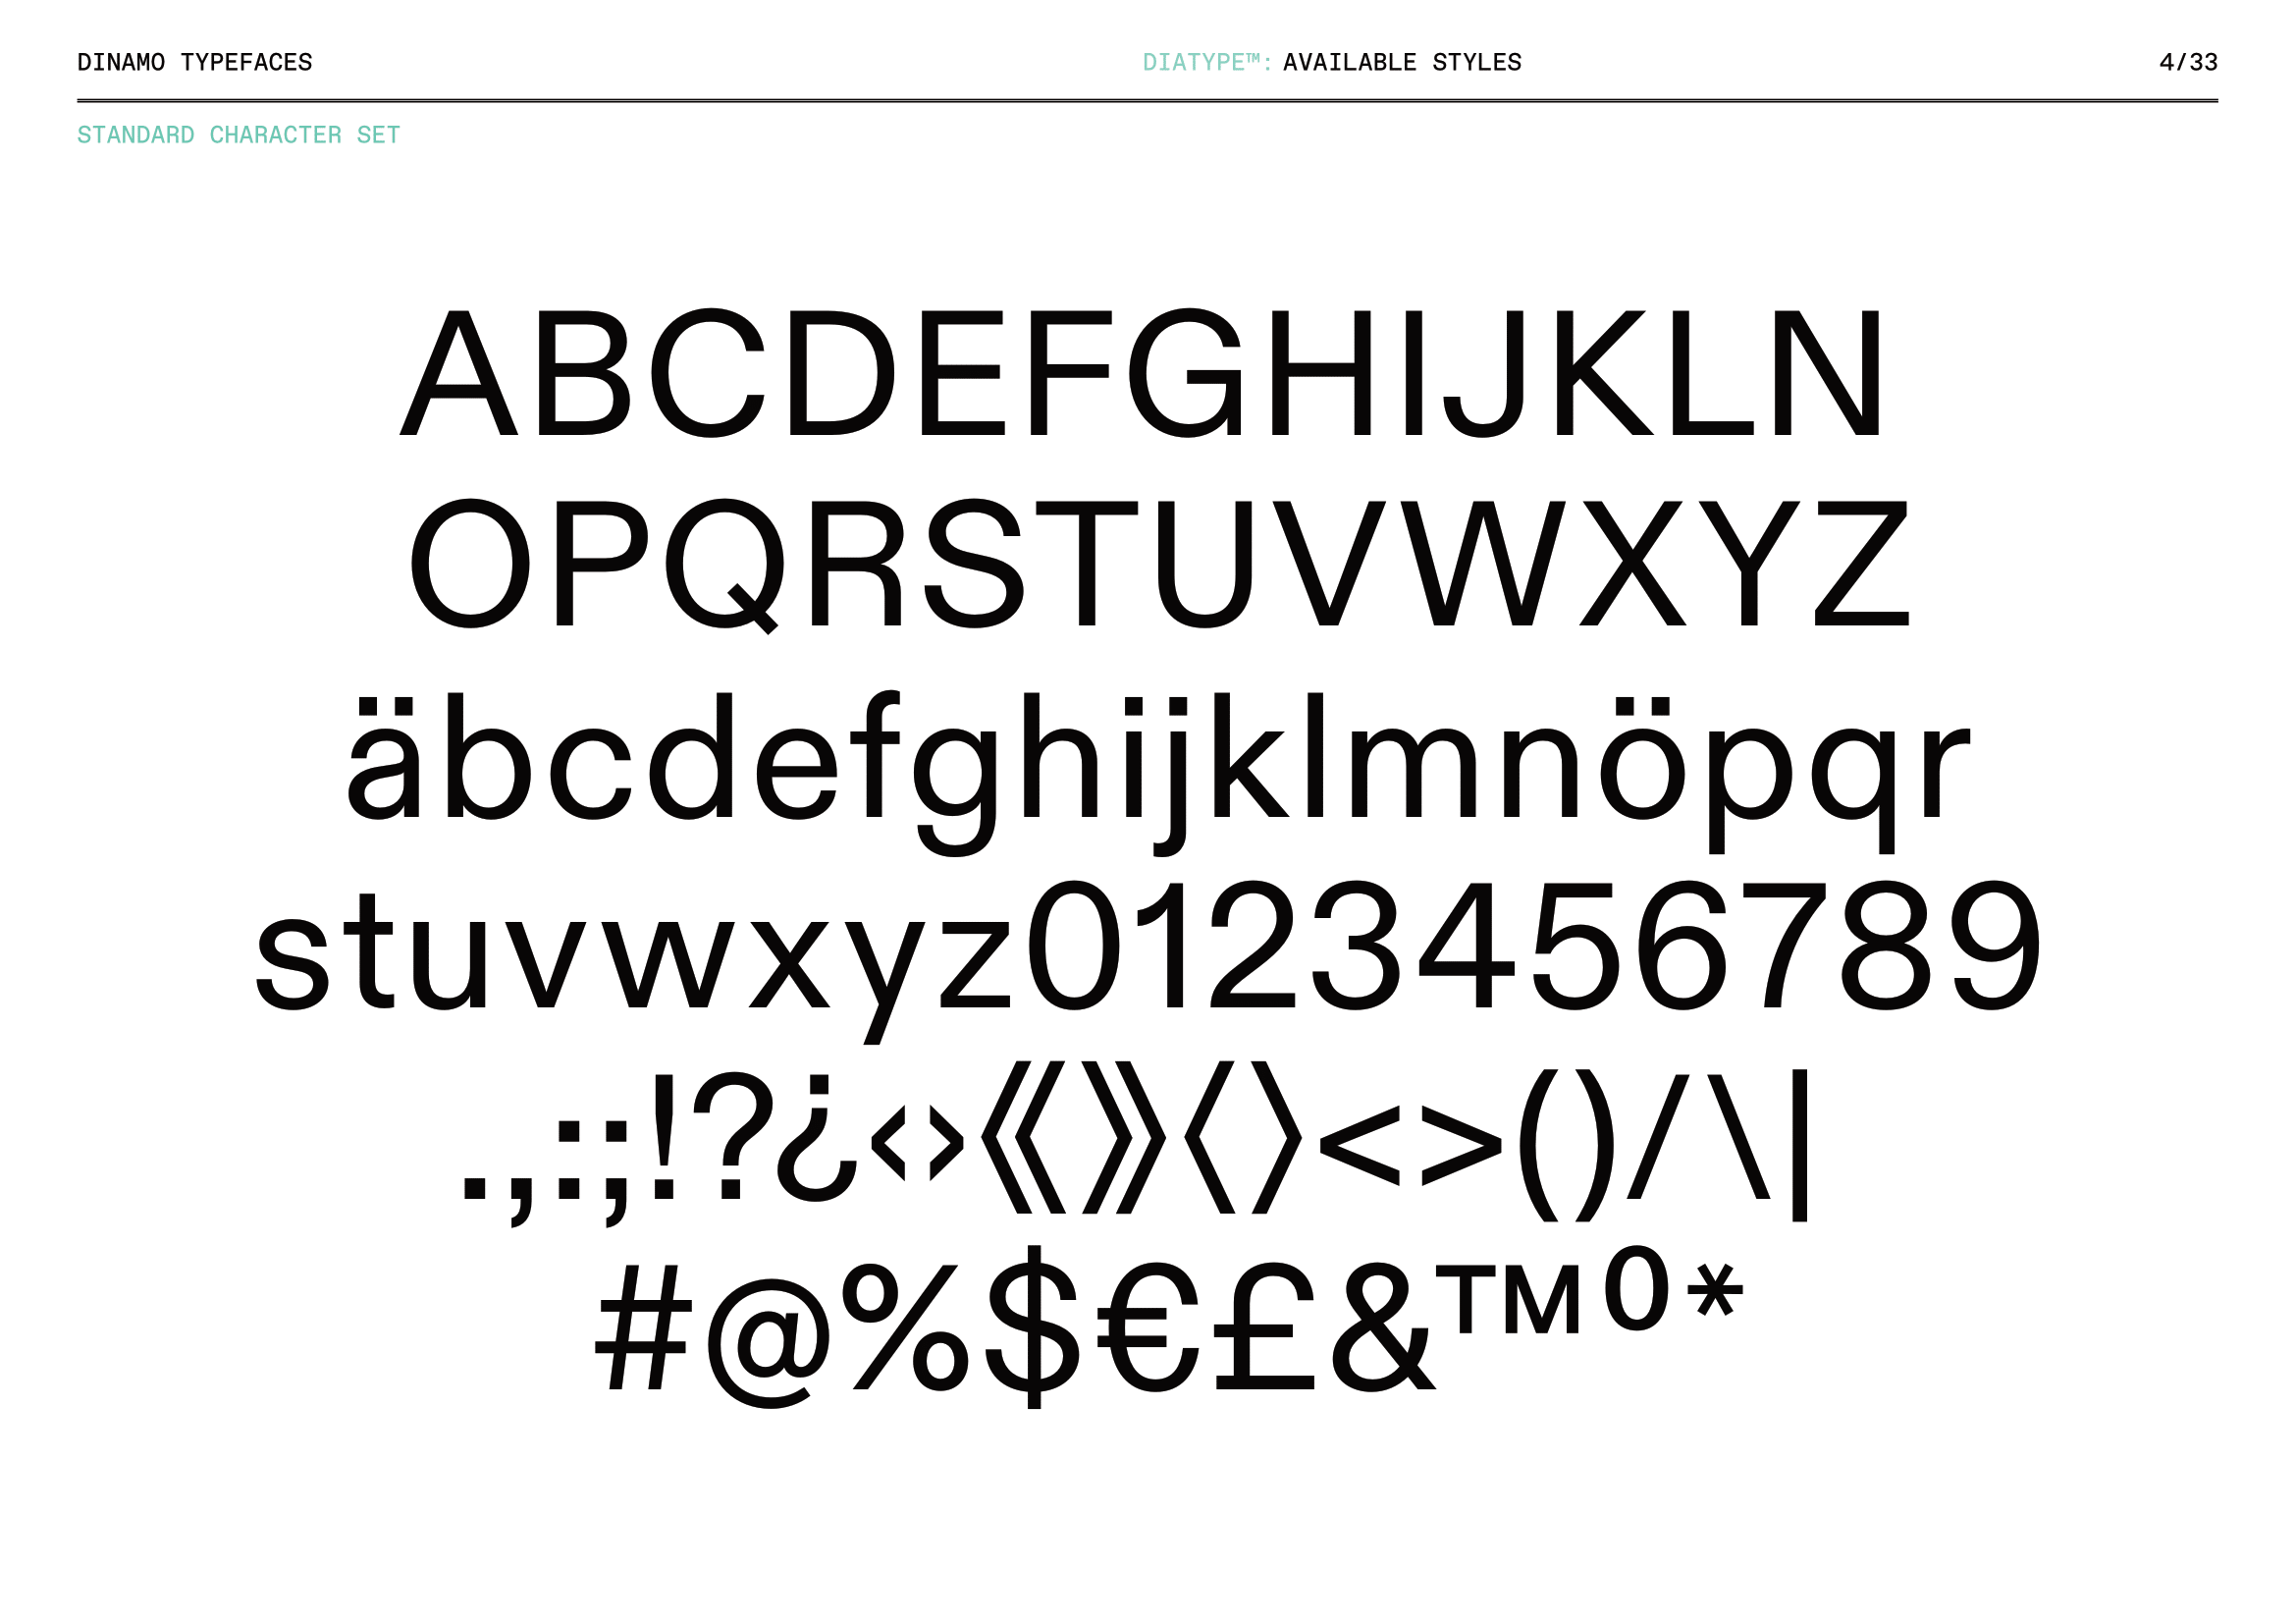 DINAMO TYPEFACES
DIATYPE™: AVAILABLE STYLES
4/33
STANDARD CHARACTER SET
ABCDEFGHIJKLN
OPQRSTUVWXYZ
äbcdefghijklmnöpqr
stuvwxyz0123456789
.,:;!?¿‹›⟪⟫⟨⟩<>()/\|
#@%$€£&™⁰*